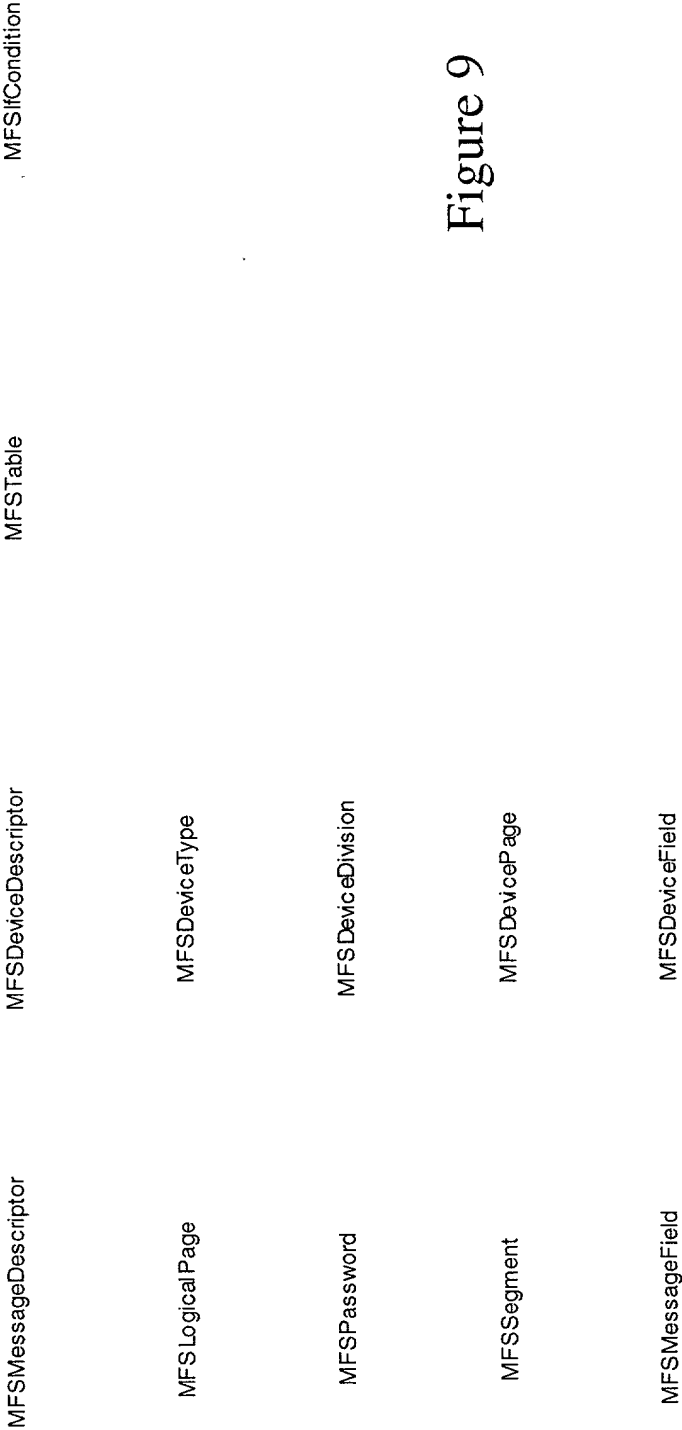 MFSMessageDescriptor MFSDeviceDescriptor MFSTable MFSIfCondition
MFSLogicalPage MFSDeviceType
MFSPassword MFSDeviceDivision
MFSSegment MFSDevicePage
MFSMessageField MFSDeviceField
Figure 9